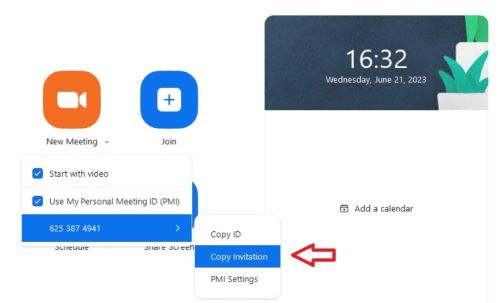 16:32
Wednesday, June 21, 2023
New Meeting
Join
Start with video
Use My Personal Meeting ID (PMI)
625 387 4941
Add a calendar
Copy ID
Schedule
Share Screen
Copy Invitation
PMI Settings